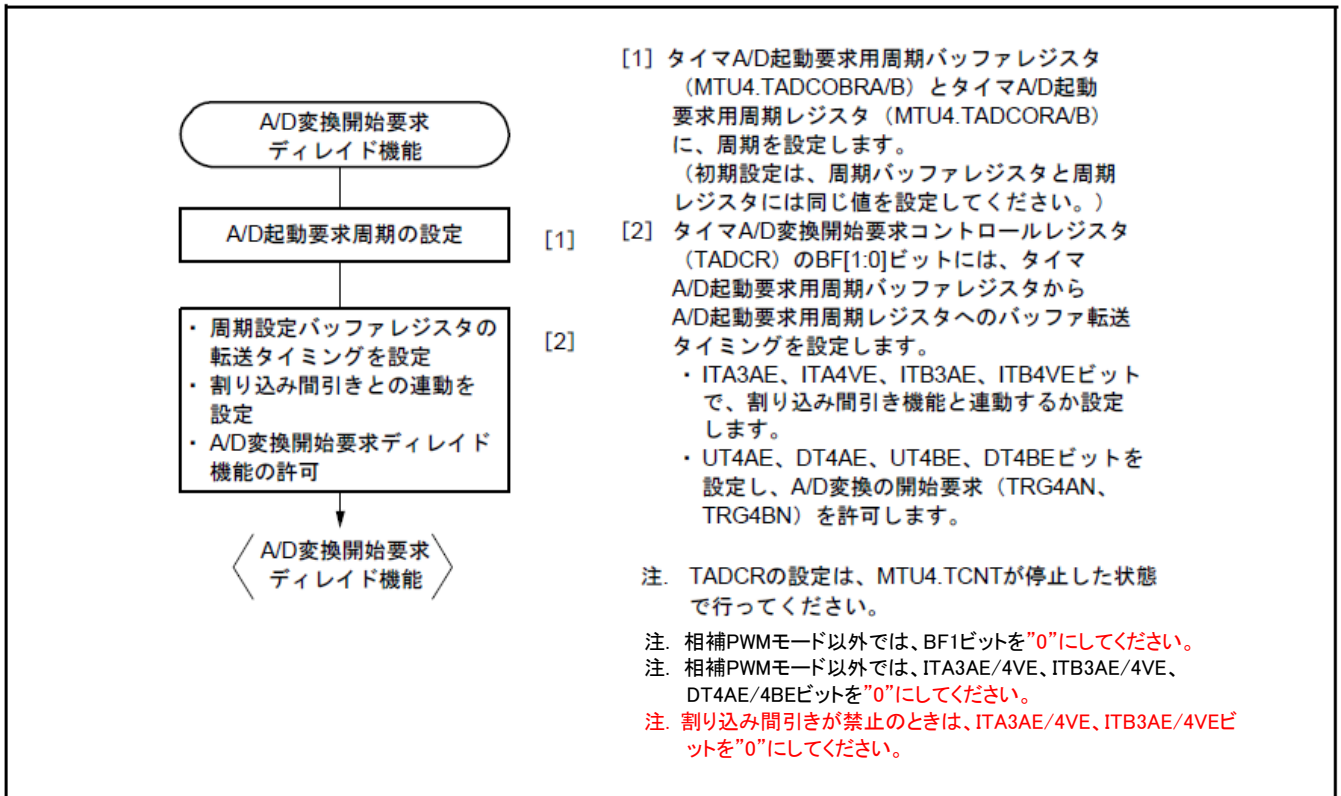 A/D変換開始要求
ディレイド機能
A/D起動要求周期の設定
[1]
・ 周期設定バッファレジスタの
転送タイミングを設定
・ 割り込み間引きとの連動を
設定
・ A/D変換開始要求ディレイド
機能の許可
[2]
A/D変換開始要求
ディレイド機能
[1] タイマA/D起動要求用周期バッファレジスタ
（MTU4.TADCOBRA/B）とタイマA/D起動
要求用周期レジスタ（MTU4.TADCORA/B）
に、周期を設定します。
（初期設定は、周期バッファレジスタと周期
レジスタには同じ値を設定してください。）
[2] タイマA/D変換開始要求コントロールレジスタ
（TADCR）のBF[1:0]ビットには、タイマ
A/D起動要求用周期バッファレジスタから
A/D起動要求用周期レジスタへのバッファ転送
タイミングを設定します。
・ ITA3AE、ITA4VE、ITB3AE、ITB4VEビット
で、割り込み間引き機能と連動するか設定
します。
・ UT4AE、DT4AE、UT4BE、DT4BEビットを
設定し、A/D変換の開始要求（TRG4AN、
TRG4BN）を許可します。
注. TADCRの設定は、MTU4.TCNTが停止した状態
で行ってください。
注. 相補PWMモード以外では、BF1ビットを”0”にしてください。
注. 相補PWMモード以外では、ITA3AE/4VE、ITB3AE/4VE、
DT4AE/4BEビットを”0”にしてください。
注. 割り込み間引きが禁止のときは、ITA3AE/4VE、ITB3AE/4VEビ
ットを”0”にしてください。